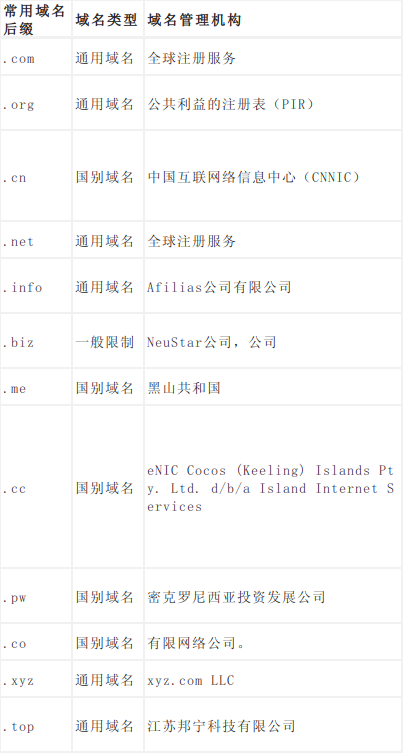 常用域名 域名类型 域名管理机构
后缀
.com 通用域名 全球注册服务
.org 通用域名 公共利益的注册表（PIR）
.cn 国别域名 中国互联网络信息中心（CNNIC）
.net 通用域名 全球注册服务
.info 通用域名 Afilias公司有限公司
.biz 一般限制 NeuStar公司，公司
.me 国别域名 黑山共和国
.cc 国别域名 eNIC Cocos (Keeling) Islands Pt
y. Ltd. d/b/a Island Internet S
ervices
.pw 国别域名 密克罗尼西亚投资发展公司
.co 国别域名 有限网络公司。
.xyz 通用域名 xyz.com LLC
.top 通用域名 江苏邦宁科技有限公司